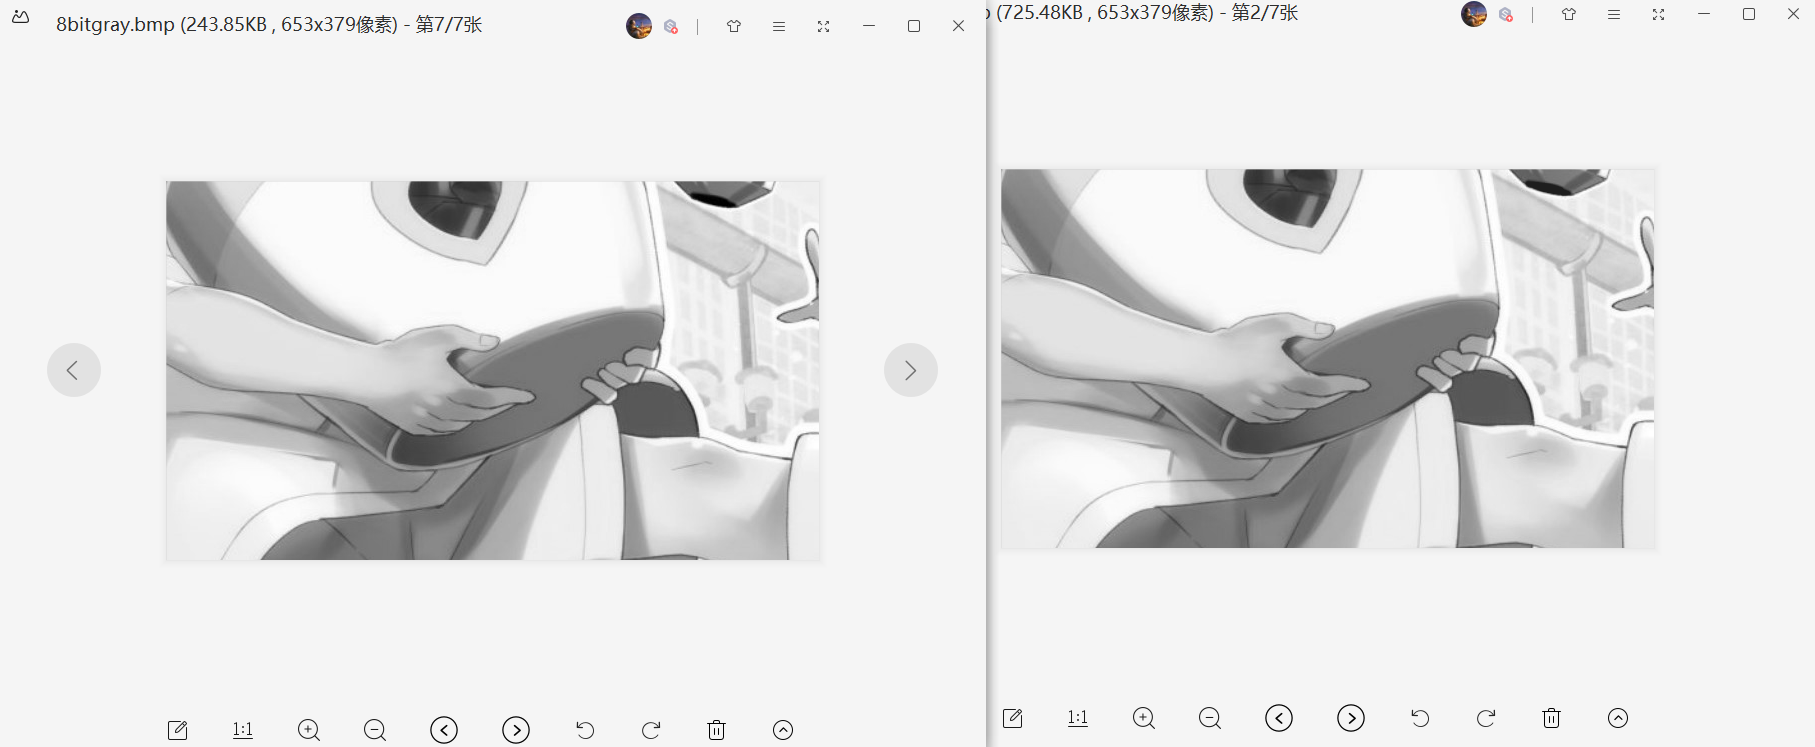 8bitgray.bmp (243.85KB , 653x379像素) - 第7/7张
(725.48KB , 653x379像素) - 第2/7张
1:1
1:1